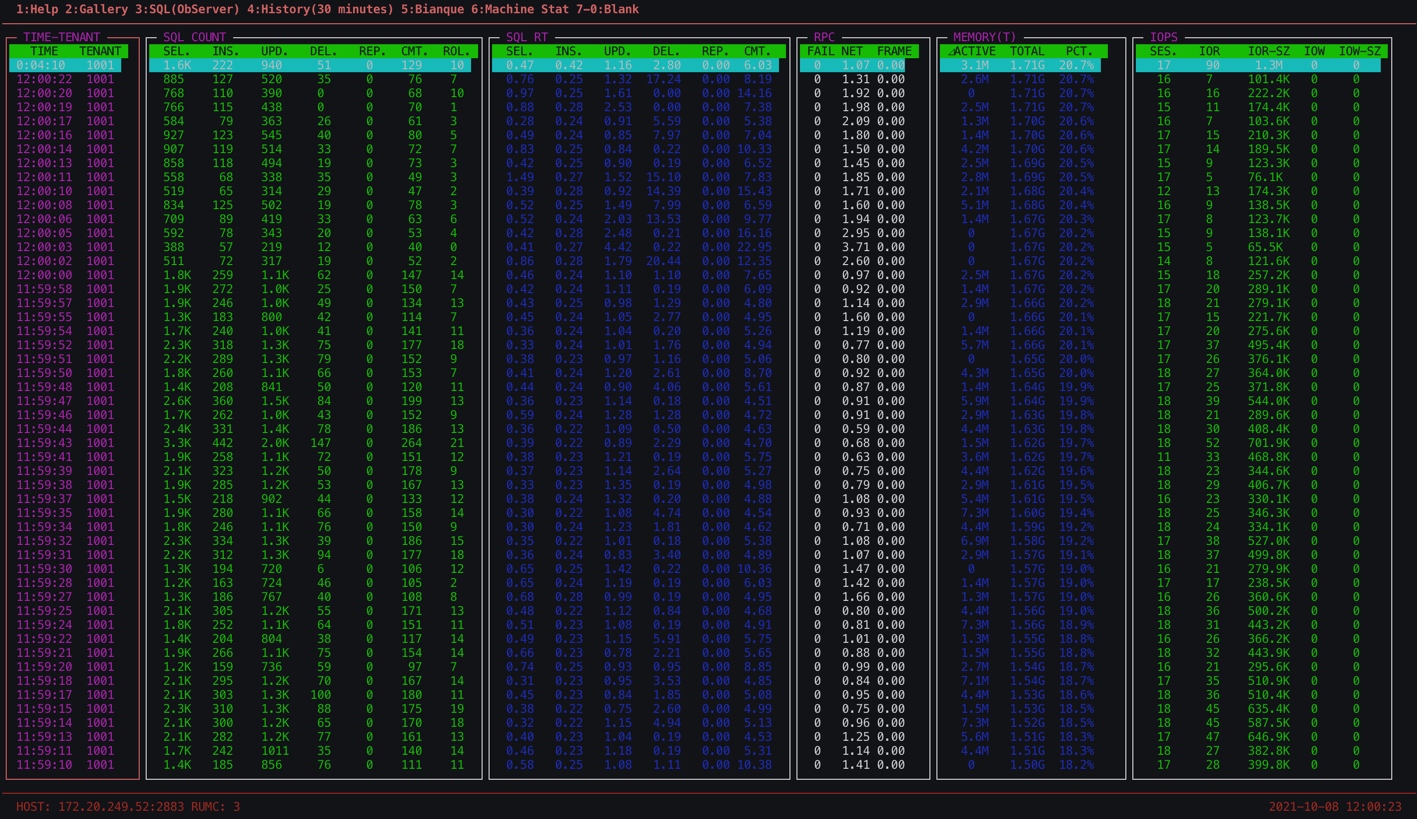 1:Help 2:Gallery 3:SQL(ObServer) 4:History(30 minutes) 5:Bianque 6:Machine Stat 7-0:Blank
TIME-TENANT SQL COUNT SQL RT RPC MEMORY(T) IOPS
TIME TENANT SEL. INS. UPD. DEL. REP. CMT. ROL. SEL. INS. UPD. DEL. REP. CMT. FAIL NET FRAME ⊿ACTIVE TOTAL PCT. SES. IOR IOR-SZ IOW IOW-SZ
0:04:10 1001 1.6K 222 940 51 0 129 10 0.47 0.42 1.16 2.80 0.00 6.03 0 1.07 0.00 3.1M 1.71G 20.7% 17 90 1.3M 0 0
12:00:22 1001 885 127 520 35 0 76 7 0.76 0.25 1.32 17.24 0.00 8.19 0 1.31 0.00 2.6M 1.71G 20.7% 16 7 101.4K 0 0
12:00:20 1001 768 110 390 0 0 68 10 0.97 0.25 1.61 0.00 0.00 14.16 0 1.92 0.00 0 1.71G 20.7% 16 16 222.2K 0 0
12:00:19 1001 766 115 438 0 0 70 1 0.88 0.28 2.53 0.00 0.00 7.38 0 1.98 0.00 2.5M 1.71G 20.7% 15 11 174.4K 0 0
12:00:17 1001 584 79 363 26 0 61 3 0.28 0.24 0.91 5.59 0.00 5.38 0 2.09 0.00 1.3M 1.70G 20.6% 16 7 103.6K 0 0
12:00:16 1001 927 123 545 40 0 80 5 0.49 0.24 0.85 7.97 0.00 7.04 0 1.80 0.00 1.4M 1.70G 20.6% 17 15 210.3K 0 0
12:00:14 1001 907 119 514 33 0 72 7 0.83 0.25 0.84 0.22 0.00 10.33 0 1.50 0.00 4.2M 1.70G 20.6% 17 14 189.5K 0 0
12:00:13 1001 858 118 494 19 0 73 3 0.42 0.25 0.90 0.19 0.00 6.52 0 1.45 0.00 2.5M 1.69G 20.5% 15 9 123.3K 0 0
12:00:11 1001 558 68 338 35 0 49 3 1.49 0.27 1.52 15.10 0.00 7.83 0 1.85 0.00 2.8M 1.69G 20.5% 17 5 76.1K 0 0
12:00:10 1001 519 65 314 29 0 47 2 0.39 0.28 0.92 14.39 0.00 15.43 0 1.71 0.00 2.1M 1.68G 20.4% 12 13 174.3K 0 0
12:00:08 1001 834 125 502 19 0 78 3 0.52 0.25 1.49 7.99 0.00 6.59 0 1.60 0.00 5.1M 1.68G 20.4% 16 9 138.5K 0 0
12:00:06 1001 709 89 419 33 0 63 6 0.52 0.24 2.03 13.53 0.00 9.77 0 1.94 0.00 1.4M 1.67G 20.3% 17 8 123.7K 0 0
12:00:05 1001 592 78 343 20 0 53 4 0.42 0.28 2.48 0.21 0.00 16.16 0 2.95 0.00 0 1.67G 20.2% 15 9 138.1K 0 0
12:00:03 1001 388 57 219 12 0 40 0 0.41 0.27 4.42 0.22 0.00 22.95 0 3.71 0.00 0 1.67G 20.2% 15 5 65.5K 0 0
12:00:02 1001 511 72 317 19 0 52 2 0.86 0.28 1.79 20.44 0.00 12.35 0 2.60 0.00 0 1.67G 20.2% 14 8 121.6K 0 0
12:00:00 1001 1.8K 259 1.1K 62 0 147 14 0.46 0.24 1.10 1.10 0.00 7.65 0 0.97 0.00 2.5M 1.67G 20.2% 15 18 257.2K 0 0
11:59:58 1001 1.9K 272 1.0K 25 0 150 7 0.42 0.24 1.11 0.19 0.00 6.09 0 0.92 0.00 1.4M 1.67G 20.2% 17 20 289.1K 0 0
11:59:57 1001 1.9K 246 1.0K 49 0 134 13 0.43 0.25 0.98 1.29 0.00 4.80 0 1.14 0.00 2.9M 1.66G 20.2% 18 21 279.1K 0 0
11:59:55 1001 1.3K 183 800 42 0 114 7 0.45 0.24 1.05 2.77 0.00 4.95 0 1.60 0.00 0 1.66G 20.1% 17 15 221.7K 0 0
11:59:54 1001 1.7K 240 1.0K 41 0 141 11 0.36 0.24 1.04 0.20 0.00 5.26 0 1.19 0.00 1.4M 1.66G 20.1% 17 20 275.6K 0 0
11:59:52 1001 2.3K 318 1.3K 75 0 177 18 0.33 0.24 1.01 1.76 0.00 4.94 0 0.77 0.00 5.7M 1.66G 20.1% 17 37 495.4K 0 0
11:59:51 1001 2.2K 289 1.3K 79 0 152 9 0.38 0.23 0.97 1.16 0.00 5.06 0 0.80 0.00 0 1.65G 20.0% 17 26 376.1K 0 0
11:59:50 1001 1.8K 260 1.1K 66 0 153 7 0.41 0.24 1.20 2.61 0.00 8.70 0 0.92 0.00 4.3M 1.65G 20.0% 18 27 364.0K 0 0
11:59:48 1001 1.4K 208 841 50 0 120 11 0.44 0.24 0.90 4.06 0.00 5.61 0 0.87 0.00 1.4M 1.64G 19.9% 17 25 371.8K 0 0
11:59:47 1001 2.6K 360 1.5K 84 0 199 13 0.36 0.23 1.14 0.18 0.00 4.51 0 0.91 0.00 5.9M 1.64G 19.9% 18 39 544.0K 0 0
11:59:46 1001 1.7K 262 1.0K 43 0 152 9 0.59 0.24 1.28 1.28 0.00 4.72 0 0.91 0.00 2.9M 1.63G 19.8% 18 21 289.6K 0 0
11:59:44 1001 2.4K 331 1.4K 78 0 186 13 0.36 0.22 1.09 0.50 0.00 4.63 0 0.59 0.00 4.4M 1.63G 19.8% 18 30 408.4K 0 0
11:59:43 1001 3.3K 442 2.0K 147 0 264 21 0.39 0.22 0.89 2.29 0.00 4.70 0 0.68 0.00 1.5M 1.62G 19.7% 18 52 701.9K 0 0
11:59:41 1001 1.9K 258 1.1K 72 0 151 12 0.38 0.23 1.21 0.19 0.00 5.75 0 0.63 0.00 3.6M 1.62G 19.7% 11 33 468.8K 0 0
11:59:39 1001 2.1K 323 1.2K 50 0 178 9 0.37 0.23 1.14 2.64 0.00 5.27 0 0.75 0.00 4.4M 1.62G 19.6% 18 23 344.6K 0 0
11:59:38 1001 1.9K 285 1.2K 53 0 167 13 0.33 0.23 1.35 0.19 0.00 4.98 0 0.79 0.00 2.9M 1.61G 19.5% 18 29 406.7K 0 0
11:59:37 1001 1.5K 218 902 44 0 133 12 0.38 0.24 1.32 0.20 0.00 4.88 0 1.08 0.00 5.4M 1.61G 19.5% 16 23 330.1K 0 0
11:59:35 1001 1.9K 280 1.1K 66 0 158 14 0.30 0.22 1.08 4.74 0.00 4.54 0 0.93 0.00 7.3M 1.60G 19.4% 18 25 346.3K 0 0
11:59:34 1001 1.8K 246 1.1K 76 0 150 9 0.30 0.24 1.23 1.81 0.00 4.62 0 0.71 0.00 4.4M 1.59G 19.2% 18 24 334.1K 0 0
11:59:32 1001 2.3K 334 1.3K 39 0 186 15 0.35 0.22 1.01 0.18 0.00 5.38 0 1.08 0.00 6.9M 1.58G 19.2% 17 38 527.0K 0 0
11:59:31 1001 2.2K 312 1.3K 94 0 177 18 0.36 0.24 0.83 3.40 0.00 4.89 0 1.07 0.00 2.9M 1.57G 19.1% 18 37 499.8K 0 0
11:59:30 1001 1.3K 194 720 6 0 106 12 0.65 0.25 1.42 0.22 0.00 10.36 0 1.47 0.00 0 1.57G 19.0% 16 21 279.9K 0 0
11:59:28 1001 1.2K 163 724 46 0 105 2 0.65 0.24 1.19 0.19 0.00 6.03 0 1.42 0.00 1.4M 1.57G 19.0% 17 17 238.5K 0 0
11:59:27 1001 1.3K 186 767 40 0 108 8 0.68 0.28 0.99 0.19 0.00 4.95 0 1.66 0.00 1.3M 1.57G 19.0% 16 26 360.6K 0 0
11:59:25 1001 2.1K 305 1.2K 55 0 171 13 0.48 0.22 1.12 0.84 0.00 4.68 0 0.80 0.00 4.4M 1.56G 19.0% 18 36 500.2K 0 0
11:59:24 1001 1.8K 252 1.1K 64 0 151 11 0.51 0.23 1.08 0.19 0.00 4.91 0 0.81 0.00 7.3M 1.56G 18.9% 18 31 443.2K 0 0
11:59:22 1001 1.4K 204 804 38 0 117 14 0.49 0.23 1.15 5.91 0.00 5.75 0 1.01 0.00 1.3M 1.55G 18.8% 16 26 366.2K 0 0
11:59:21 1001 1.9K 266 1.1K 75 0 154 14 0.66 0.23 0.78 2.21 0.00 5.65 0 0.88 0.00 1.5M 1.55G 18.8% 18 32 443.9K 0 0
11:59:20 1001 1.2K 159 736 59 0 97 7 0.74 0.25 0.93 0.95 0.00 8.85 0 0.99 0.00 2.7M 1.54G 18.7% 16 21 295.6K 0 0
11:59:18 1001 2.1K 295 1.2K 70 0 167 14 0.31 0.23 0.95 3.53 0.00 4.85 0 0.84 0.00 7.1M 1.54G 18.7% 17 35 510.9K 0 0
11:59:17 1001 2.1K 303 1.3K 100 0 180 11 0.45 0.23 0.84 1.85 0.00 5.08 0 0.95 0.00 4.4M 1.53G 18.6% 18 36 510.4K 0 0
11:59:15 1001 2.3K 310 1.3K 88 0 175 19 0.38 0.22 0.75 2.60 0.00 4.99 0 0.75 0.00 1.5M 1.53G 18.5% 18 45 635.4K 0 0
11:59:14 1001 2.1K 300 1.2K 65 0 170 18 0.32 0.22 1.15 4.94 0.00 5.13 0 0.96 0.00 7.3M 1.52G 18.5% 18 45 587.5K 0 0
11:59:13 1001 2.1K 282 1.2K 77 0 161 13 0.40 0.23 1.04 0.19 0.00 4.53 0 1.25 0.00 5.6M 1.51G 18.3% 17 47 646.9K 0 0
11:59:11 1001 1.7K 242 1011 35 0 140 14 0.46 0.23 1.18 0.19 0.00 5.31 0 1.14 0.00 4.4M 1.51G 18.3% 18 27 382.8K 0 0
11:59:10 1001 1.4K 185 856 76 0 111 11 0.58 0.25 1.08 1.11 0.00 10.38 0 1.41 0.00 0 1.50G 18.2% 17 28 399.8K 0 0
HOST: 172.20.249.52:2883 RUMC: 3 2021-10-08 12:00:23